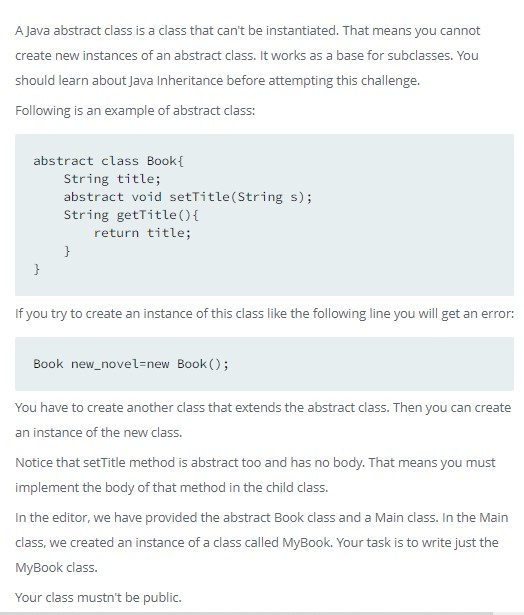 A Java abstract class is a class that can't be instantiated. That means you cannot
create new instances of an abstract class. It works as a base for subclasses. You
should learn about Java Inheritance before attempting this challenge.
Following is an example of abstract class:
abstract class Book{
    String title;
    abstract void setTitle(String s);
    String getTitle(){
        return title;
    }
}
If you try to create an instance of this class like the following line you will get an error:
Book new_novel=new Book();
You have to create another class that extends the abstract class. Then you can create
an instance of the new class.
Notice that setTitle method is abstract too and has no body. That means you must
implement the body of that method in the child class.
In the editor, we have provided the abstract Book class and a Main class. In the Main
class, we created an instance of a class called MyBook. Your task is to write just the
MyBook class.
Your class mustn't be public.